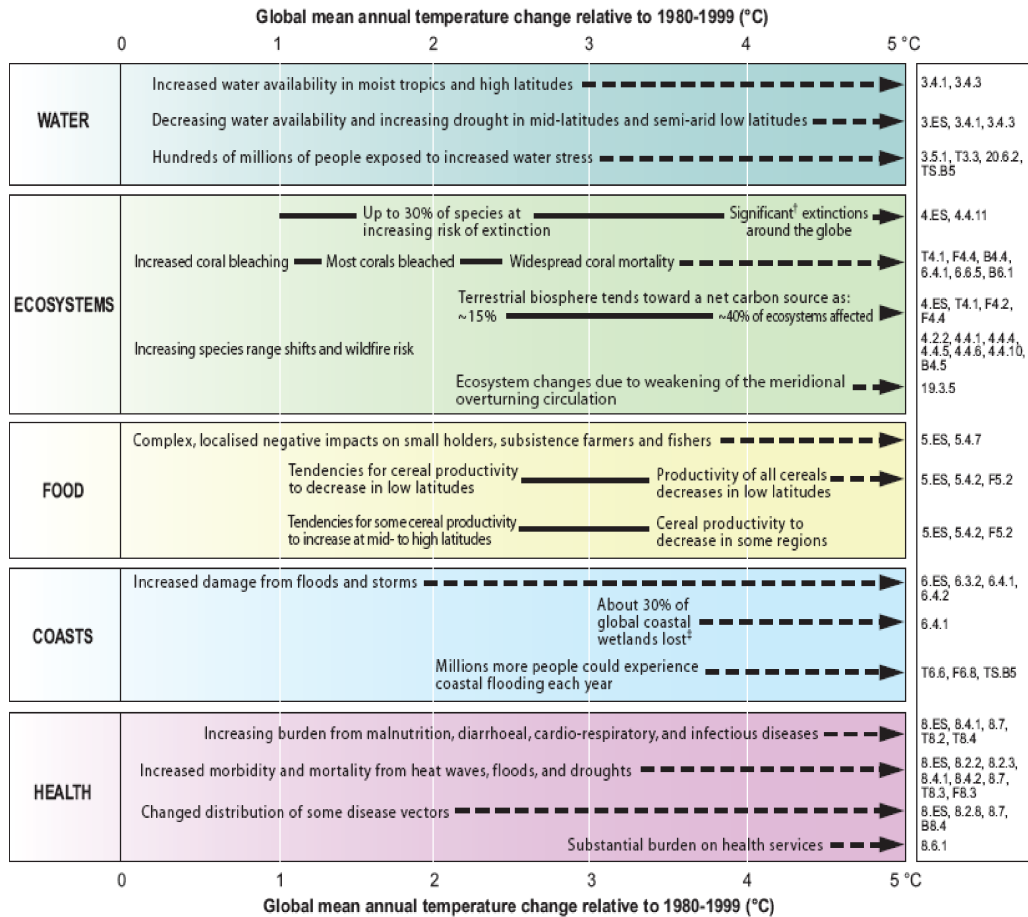 Global mean annual temperature change relative to 1980-1999 (°C)
0 1 2 3 4 5 °C
WATER
Increased water availability in moist tropics and high latitudes
3.4.1, 3.4.3
Decreasing water availability and increasing drought in mid-latitudes and semi-arid low latitudes
3.ES, 3.4.1, 3.4.3
Hundreds of millions of people exposed to increased water stress
3.5.1, T3.3, 20.6.2,
TS.B5
ECOSYSTEMS
Up to 30% of species at
increasing risk of extinction
Significant† extinctions
around the globe
4.ES, 4.4.11
Increased coral bleaching
Most corals bleached
Widespread coral mortality
T4.1, F4.4, B4.4,
6.4.1, 6.6.5, B6.1
Terrestrial biosphere tends toward a net carbon source as:
~15%
~40% of ecosystems affected
4.ES, T4.1, F4.2,
F4.4
Increasing species range shifts and wildfire risk
4.2.2, 4.4.1, 4.4.4,
4.4.5, 4.4.6, 4.4.10,
B4.5
Ecosystem changes due to weakening of the meridional
overturning circulation
19.3.5
FOOD
Complex, localised negative impacts on small holders, subsistence farmers and fishers
5.ES, 5.4.7
Tendencies for cereal productivity
to decrease in low latitudes
Productivity of all cereals
decreases in low latitudes
5.ES, 5.4.2, F5.2
Tendencies for some cereal productivity
to increase at mid- to high latitudes
Cereal productivity to
decrease in some regions
5.ES, 5.4.2, F5.2
COASTS
Increased damage from floods and storms
6.ES, 6.3.2, 6.4.1,
6.4.2
About 30% of
global coastal
wetlands lost‡
6.4.1
Millions more people could experience
coastal flooding each year
T6.6, F6.8, TS.B5
HEALTH
Increasing burden from malnutrition, diarrhoeal, cardio-respiratory, and infectious diseases
8.ES, 8.4.1, 8.7,
T8.2, T8.4
Increased morbidity and mortality from heat waves, floods, and droughts
8.ES, 8.2.2, 8.2.3,
8.4.1, 8.4.2, 8.7,
T8.3, F8.3
Changed distribution of some disease vectors
8.ES, 8.2.8, 8.7,
B8.4
Substantial burden on health services
8.6.1
0 1 2 3 4 5 °C
Global mean annual temperature change relative to 1980-1999 (°C)